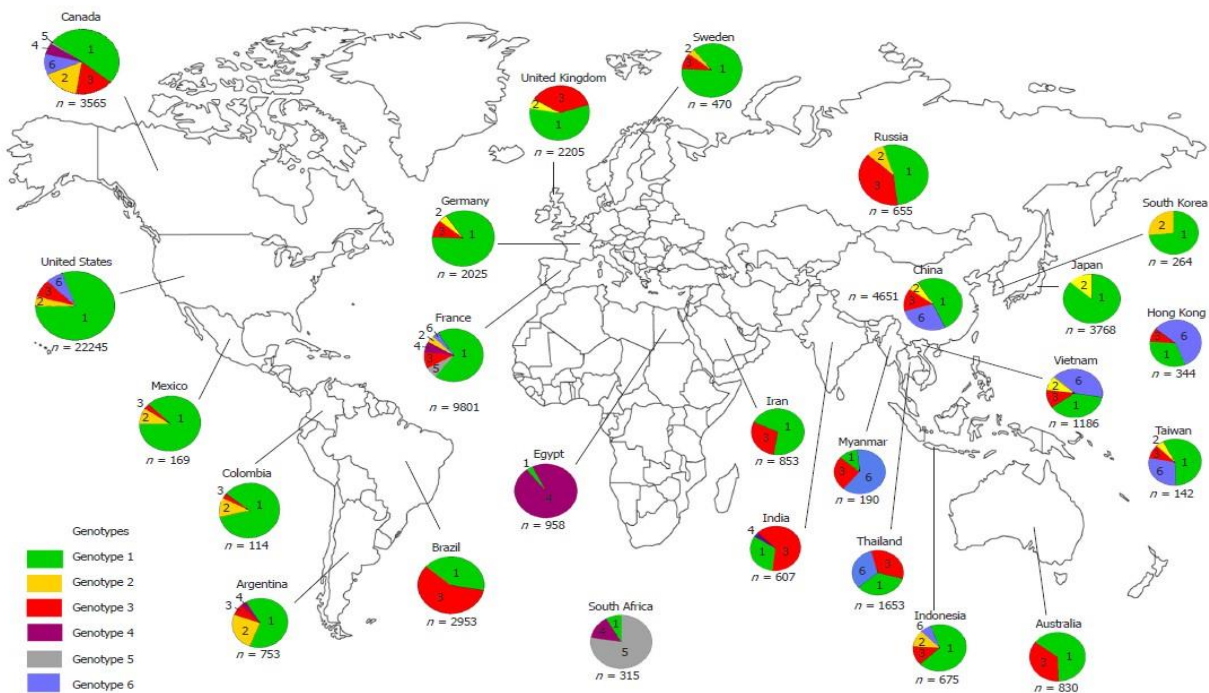 Canada
5
4
1
6
2
3
n = 3565
United Kingdom
3
2
1
n = 2205
Sweden
2
3
1
n = 470
Russia
2
1
3
n = 655
Germany
2
3
1
n = 2025
South Korea
2
1
n = 264
United States
6
3
2
1
n = 22245
China
n = 4651
2
1
3
6
Japan
2
1
n = 3768
Hong Kong
6
3
1
n = 344
France
6
2
4
1
3
5
n = 9801
Vietnam
6
2
3
1
n = 1186
Mexico
3
1
2
n = 169
Iran
1
3
n = 853
Myanmar
1
3
6
n = 190
Taiwan
2
3
1
6
n = 142
Colombia
3
1
2
n = 114
Egypt
1
4
n = 958
India
4
3
1
n = 607
Thailand
3
6
1
n = 1653
Brazil
1
3
n = 2953
Argentina
4
3
1
2
n = 753
South Africa
1
4
5
n = 315
Indonesia
6
2
1
3
n = 675
Australia
1
3
n = 830
Genotypes
Genotype 1
Genotype 2
Genotype 3
Genotype 4
Genotype 5
Genotype 6